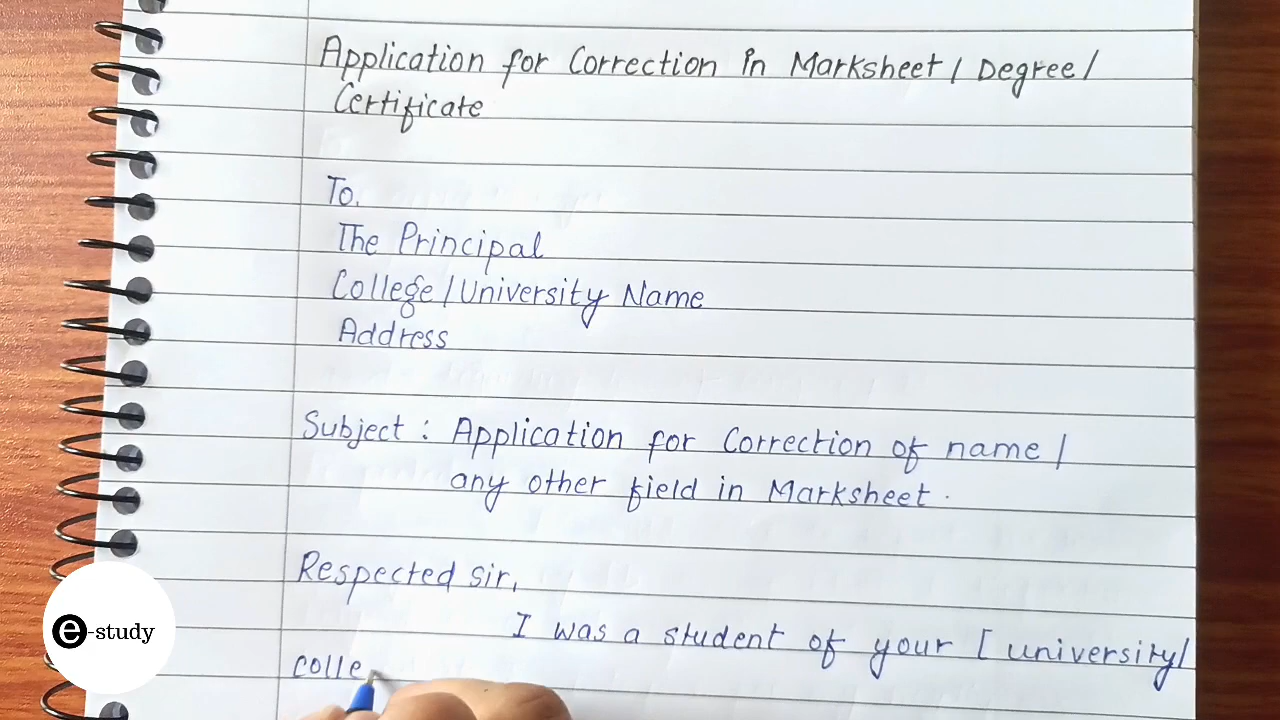 Application for Correction in Marksheet / Degree /
Certificate
To,
The Principal
College / University Name
Address
Subject : Application for Correction of name /
any other field in Marksheet .
Respected Sir,
I was a student of your [ university /
colle
e-study